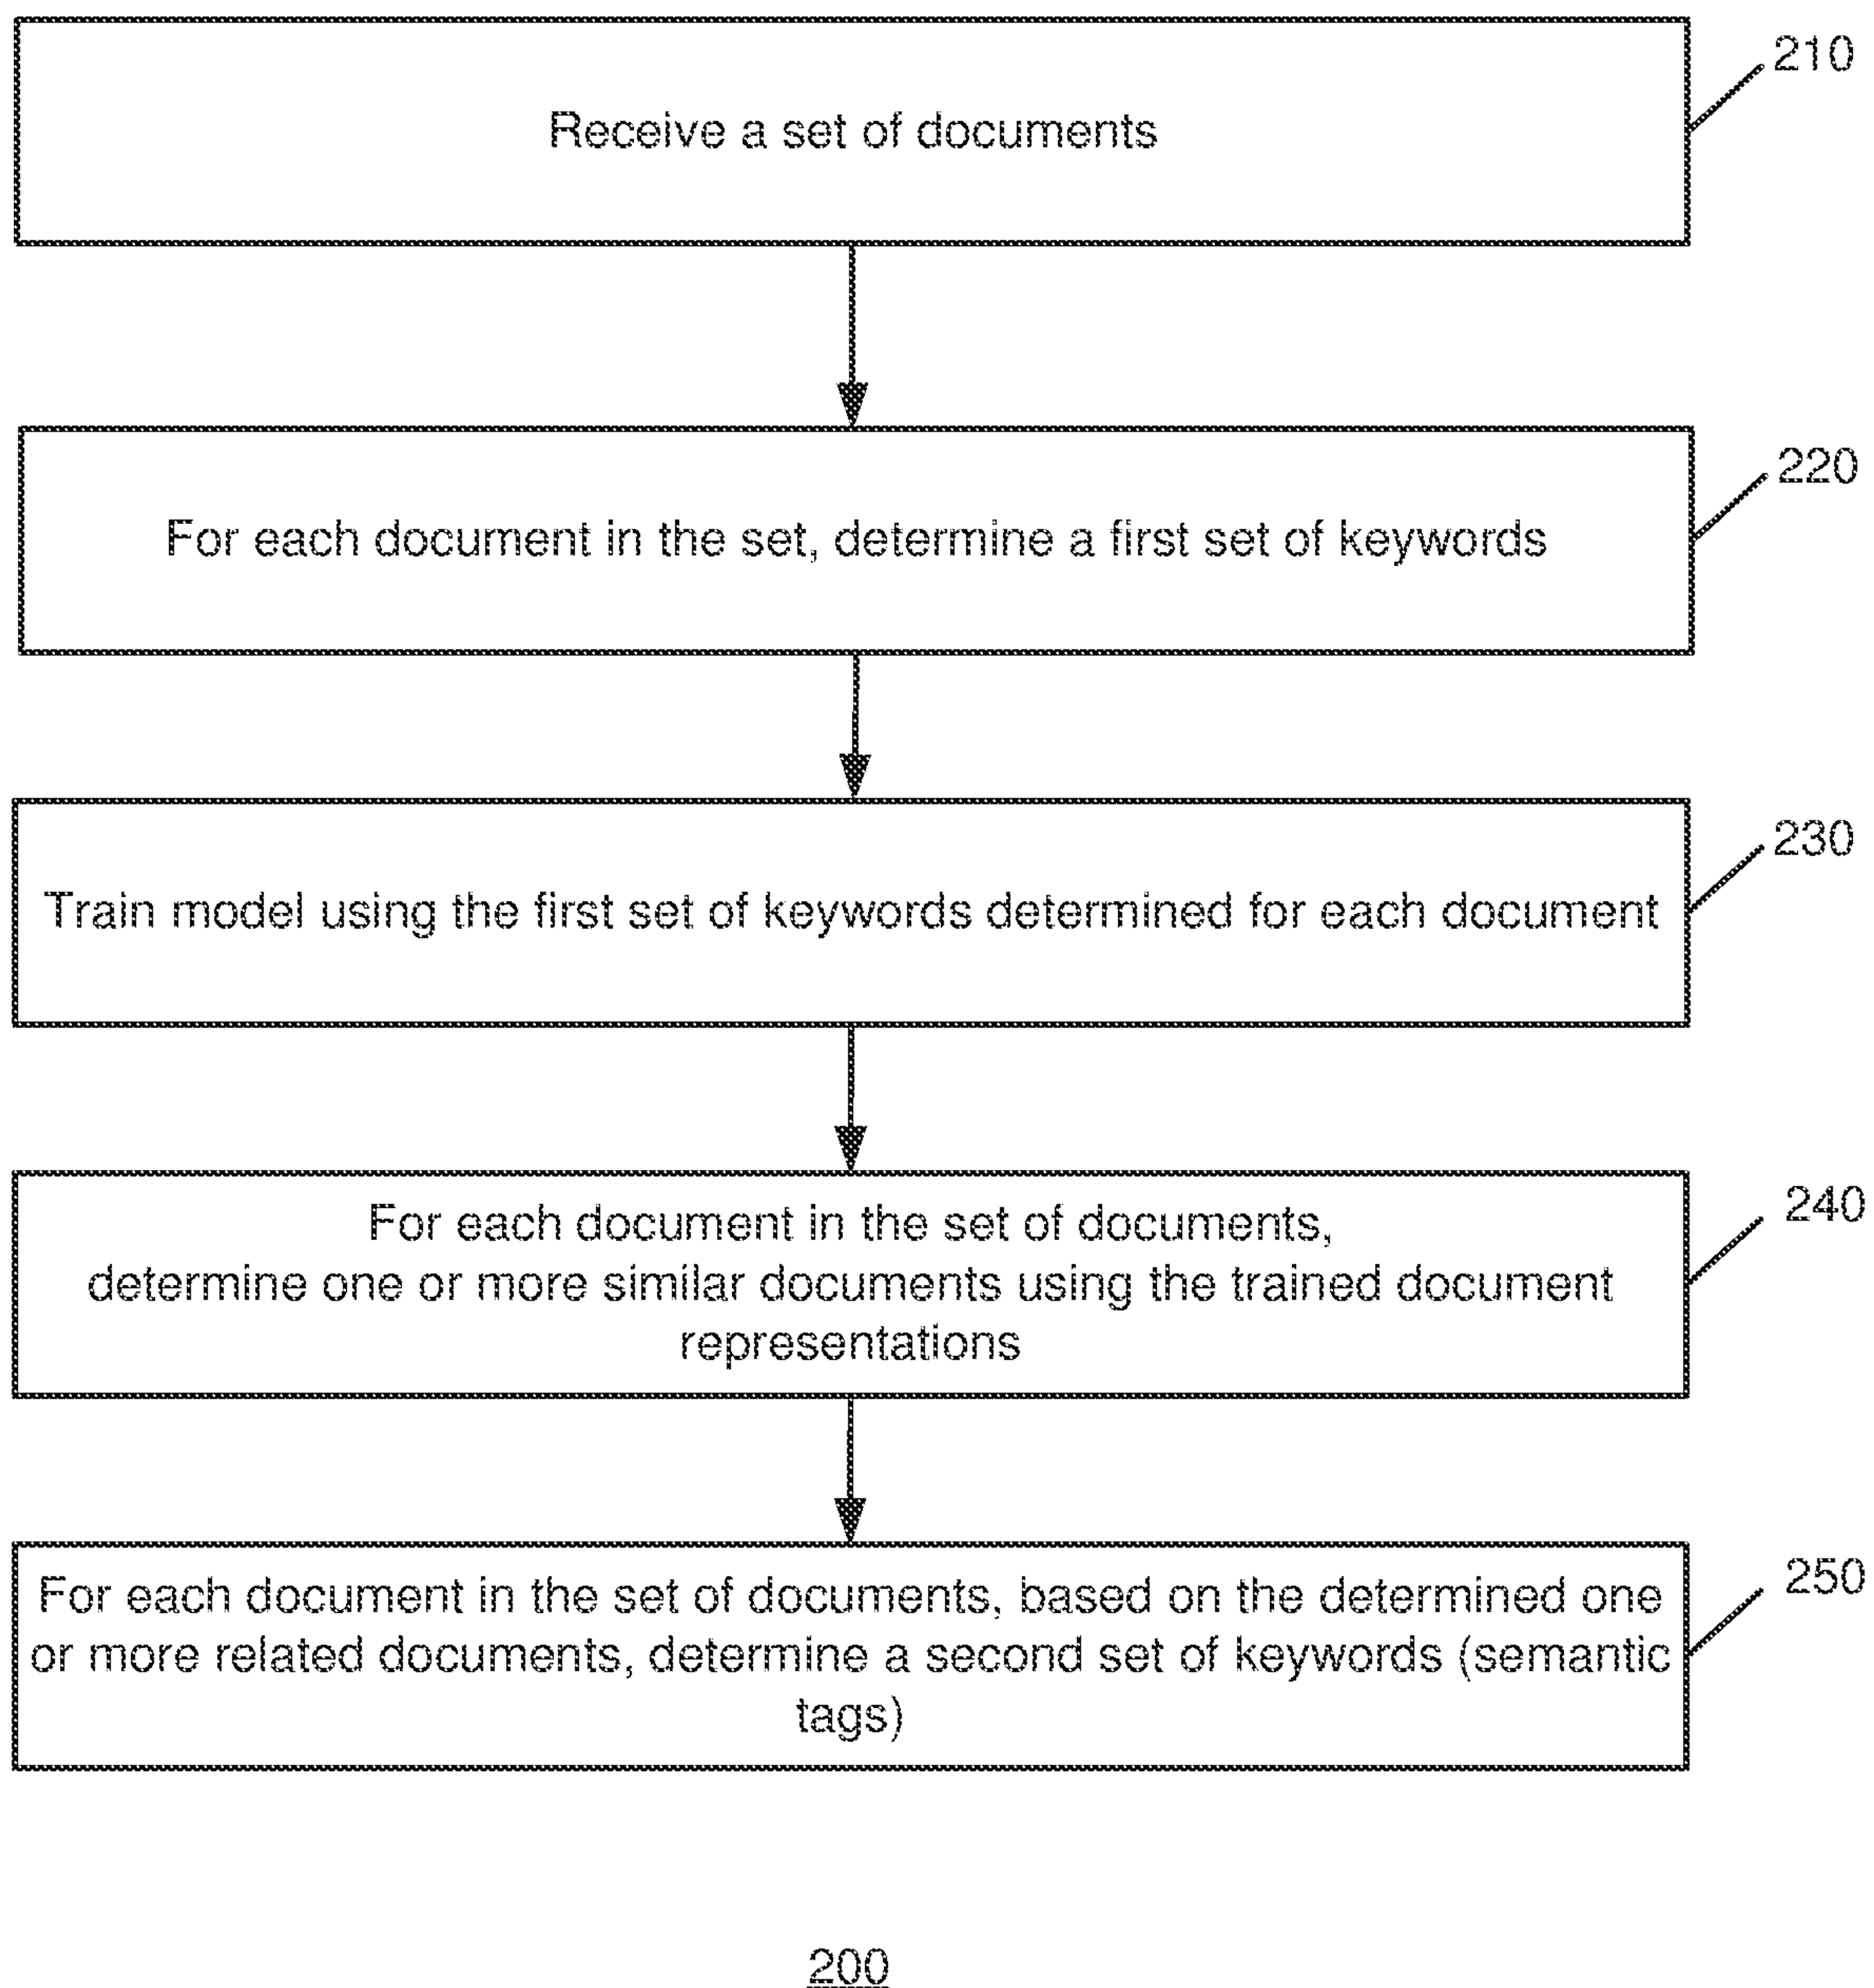 Receive a set of documents
210
For each document in the set, determine a first set of keywords
220
Train model using the first set of keywords determined for each document
230
For each document in the set of documents,
determine one or more similar documents using the trained document
representations
240
For each document in the set of documents, based on the determined one
or more related documents, determine a second set of keywords (semantic
tags)
250
200